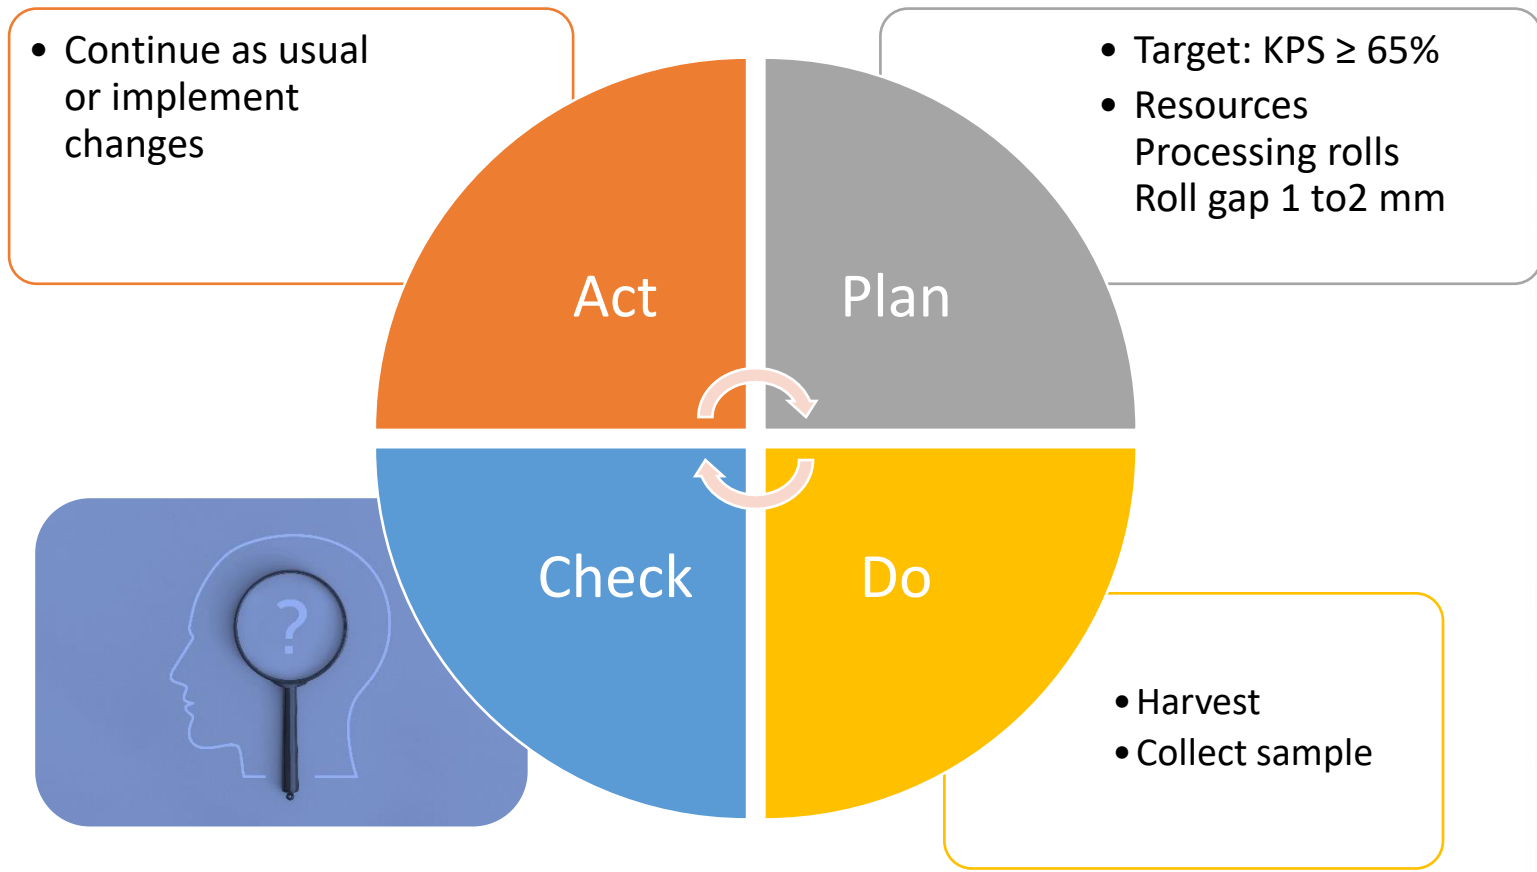 • Continue as usual
or implement
changes
• Target: KPS ≥ 65%
• Resources
Processing rolls
Roll gap 1 to2 mm
Act
Plan
Check
Do
?
• Harvest
• Collect sample